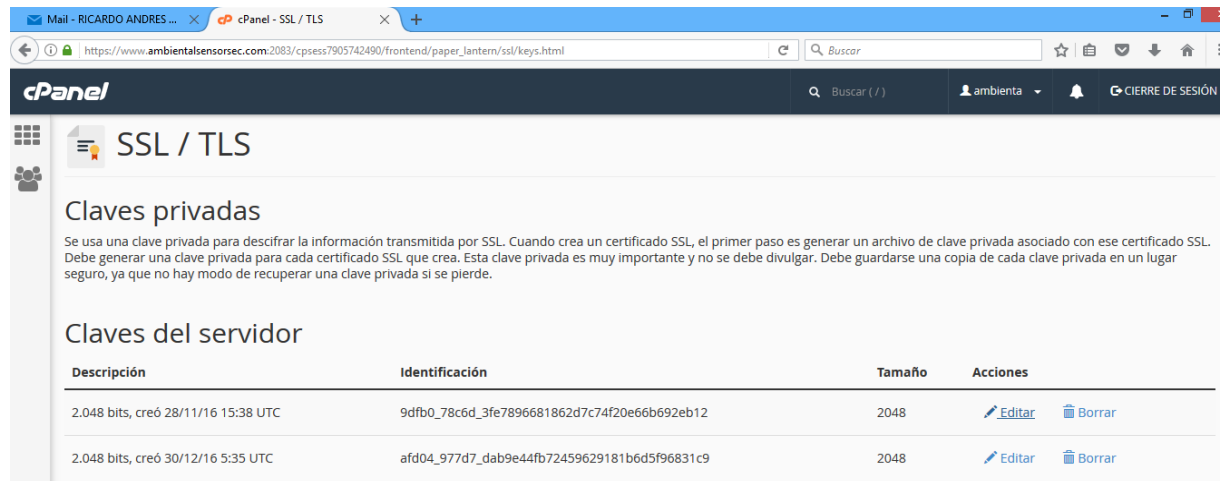 Mail - RICARDO ANDRES ...
cPanel - SSL / TLS
https://www.ambientalsensorsec.com:2083/cpsess7905742490/frontend/paper_lantern/ssl/keys.html
Buscar
cPanel
Buscar ( / )
ambienta
CIERRE DE SESIÓN
SSL / TLS
Claves privadas
Se usa una clave privada para descifrar la información transmitida por SSL. Cuando crea un certificado SSL, el primer paso es generar un archivo de clave privada asociado con ese certificado SSL.
Debe generar una clave privada para cada certificado SSL que crea. Esta clave privada es muy importante y no se debe divulgar. Debe guardarse una copia de cada clave privada en un lugar
seguro, ya que no hay modo de recuperar una clave privada si se pierde.
Claves del servidor
Descripción Identificación Tamaño Acciones
2.048 bits, creó 28/11/16 15:38 UTC 9dfb0_78c6d_3fe7896681862d7c74f20e66b692eb12 2048 Editar Borrar
2.048 bits, creó 30/12/16 5:35 UTC afd04_977d7_dab9e44fb72459629181b6d5f96831c9 2048 Editar Borrar